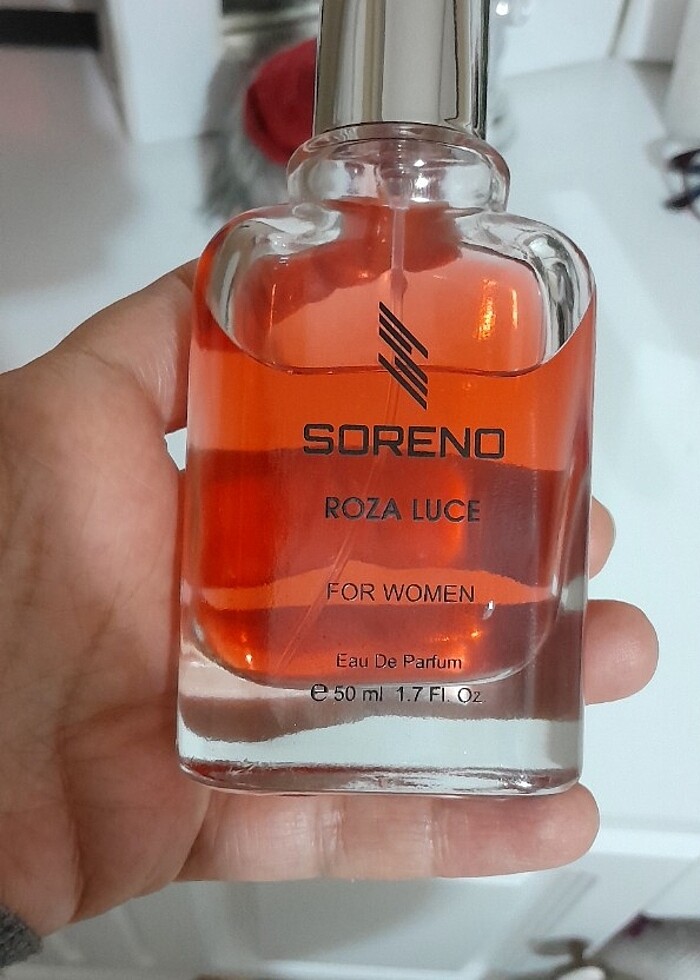 SORENO
ROZA LUCE
FOR WOMEN
Eau De Parfum
℮ 50 ml 1.7 Fl. Oz